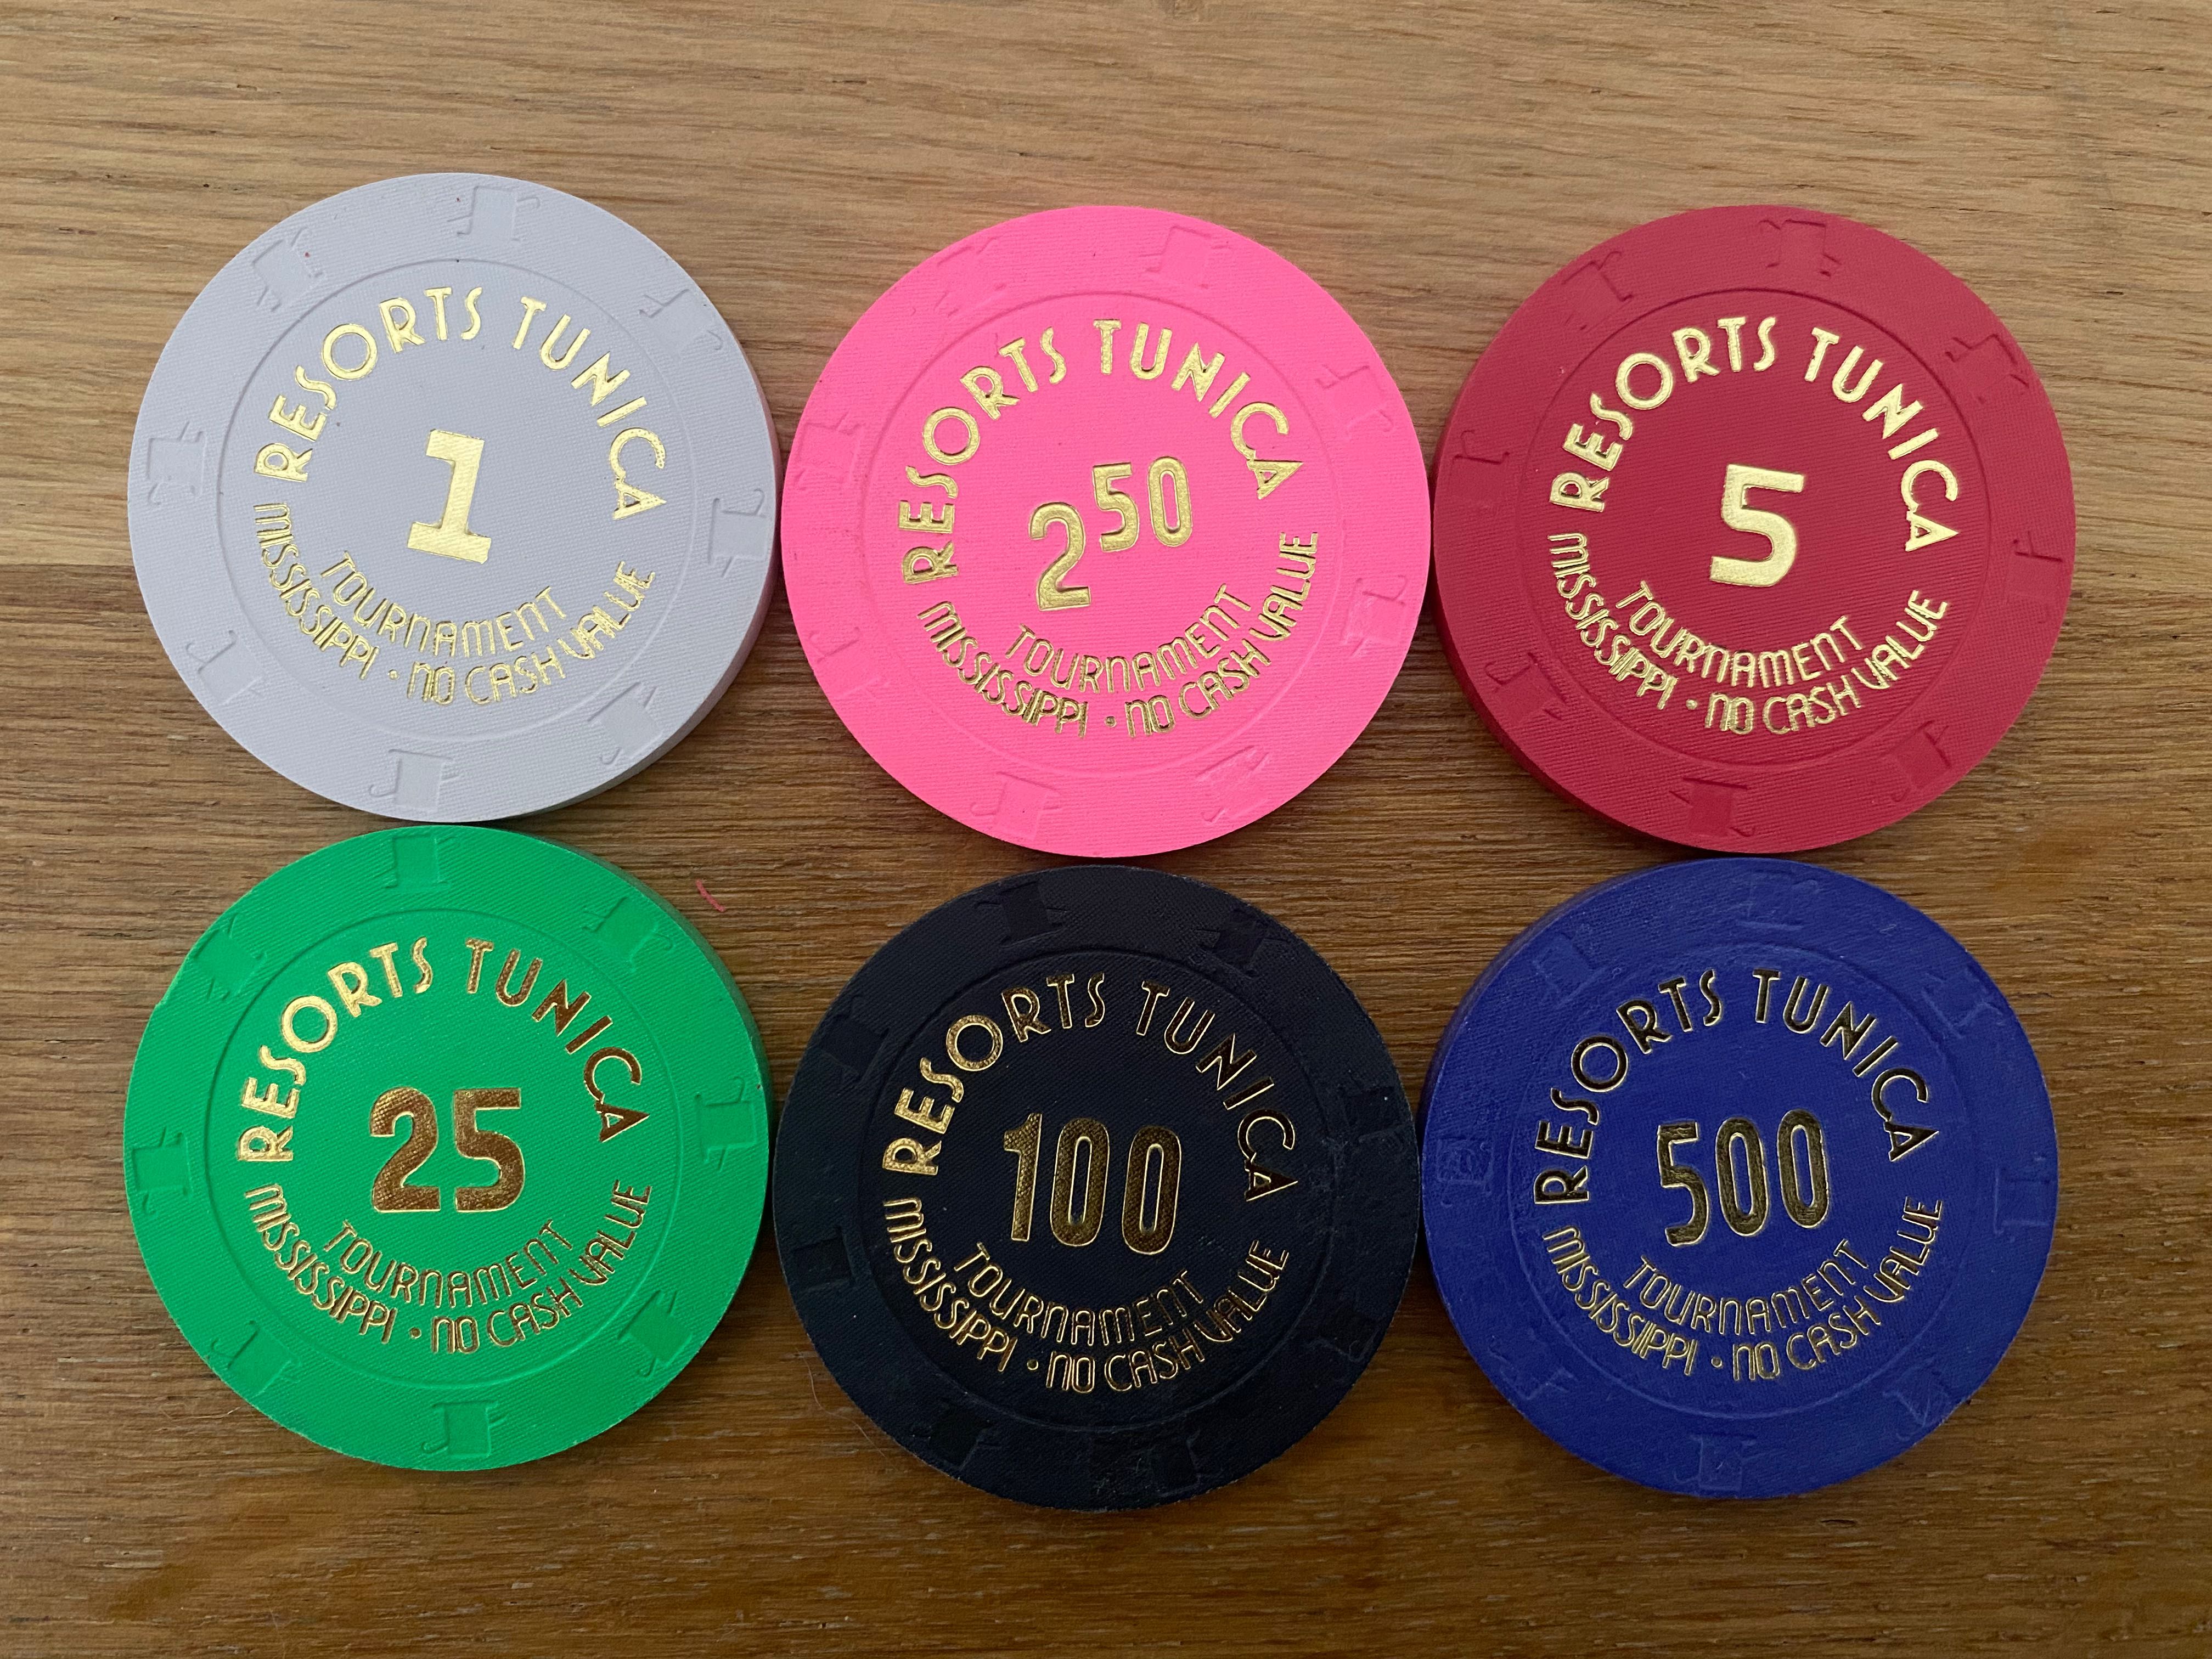 RESORTS TUNICA
1
TOURNAMENT
MISSISSIPPI · NO CASH VALUE
RESORTS TUNICA
2 50
TOURNAMENT
MISSISSIPPI · NO CASH VALUE
RESORTS TUNICA
5
TOURNAMENT
MISSISSIPPI · NO CASH VALUE
RESORTS TUNICA
25
TOURNAMENT
MISSISSIPPI · NO CASH VALUE
RESORTS TUNICA
100
TOURNAMENT
MISSISSIPPI · NO CASH VALUE
RESORTS TUNICA
500
TOURNAMENT
MISSISSIPPI · NO CASH VALUE